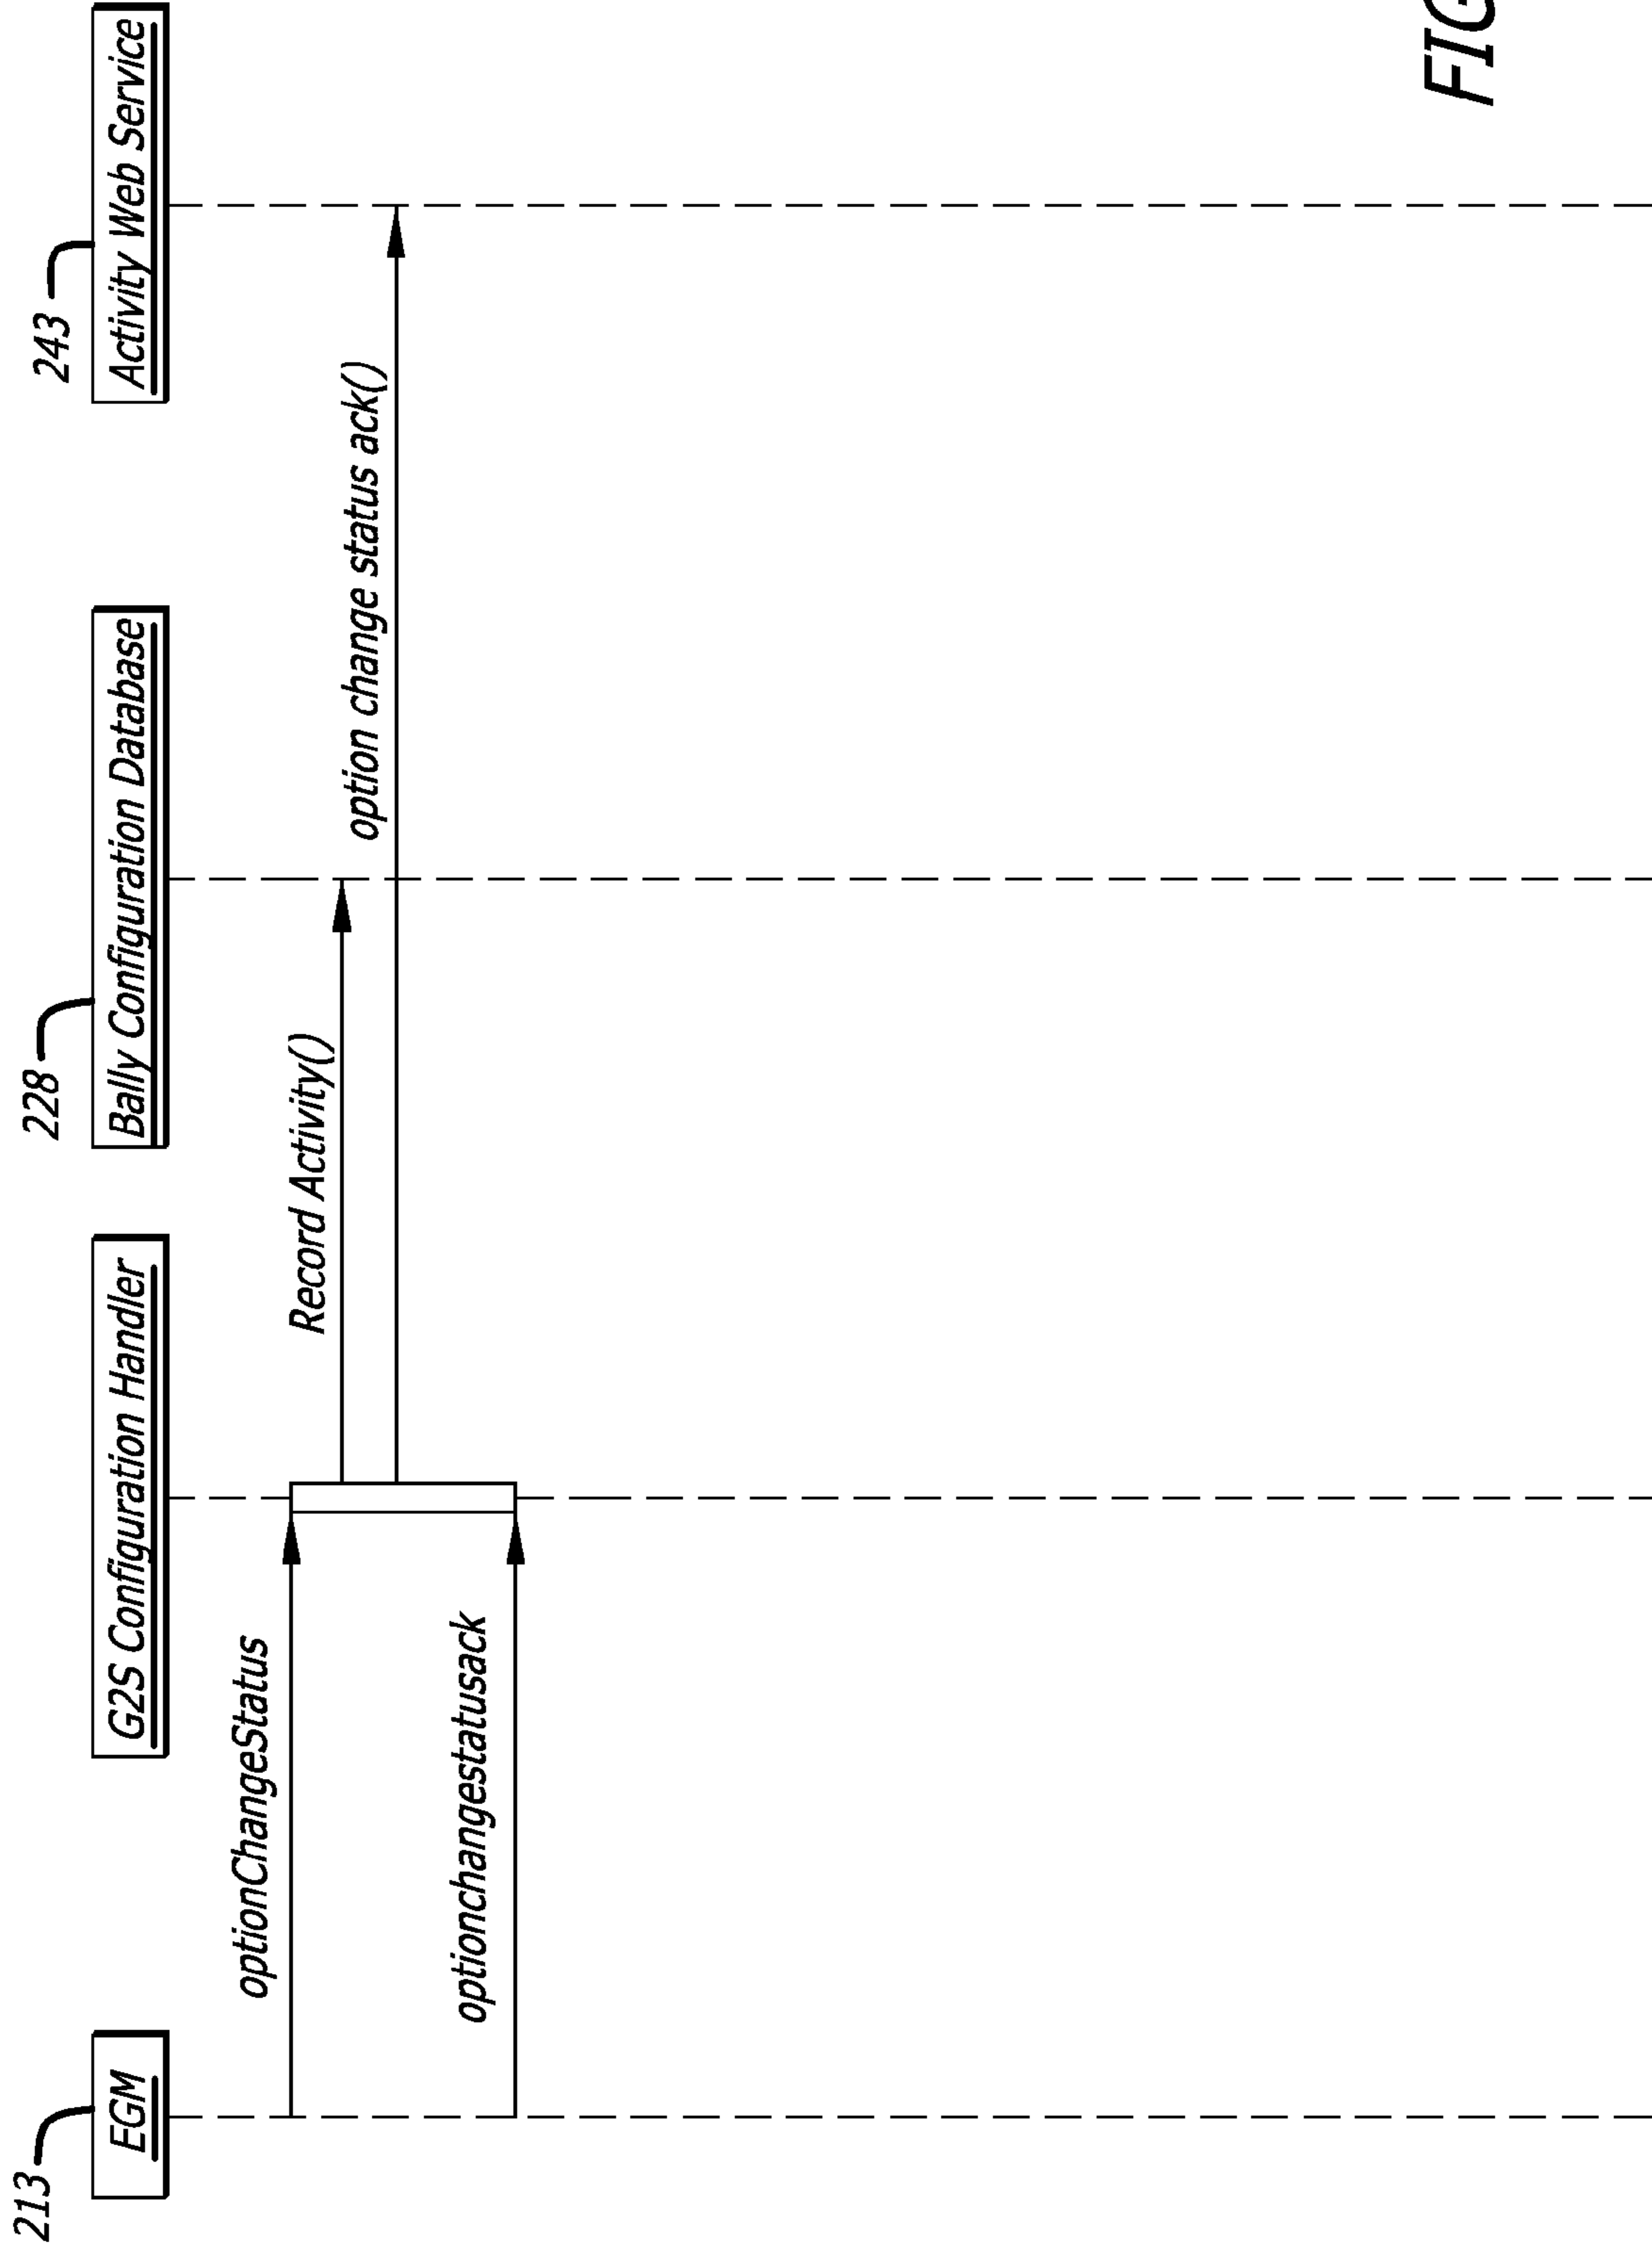 213
228
243
EGM
G2S Configuration Handler
Bally Configuration Database
Activity Web Service
optionChangeStatus
Record Activity()
option change status ack()
optionchangestatusack
FIG